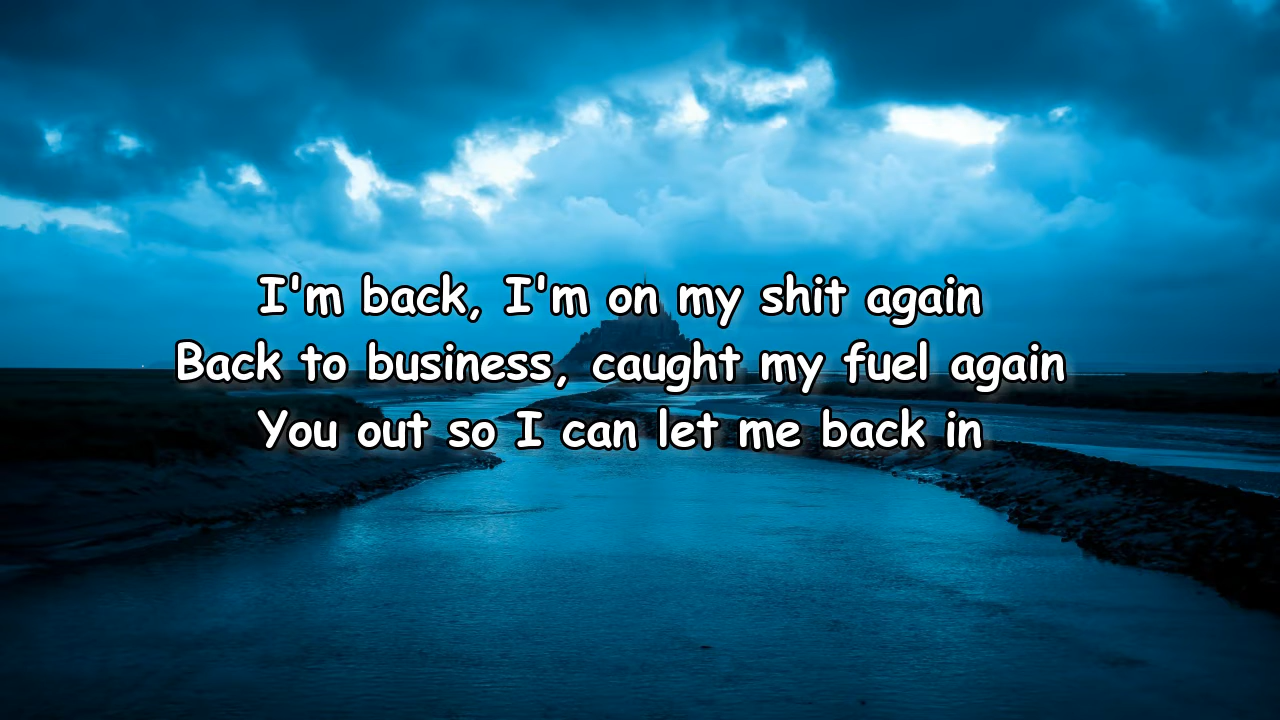 I'm back, I'm on my shit again
Back to business, caught my fuel again
You out so I can let me back in